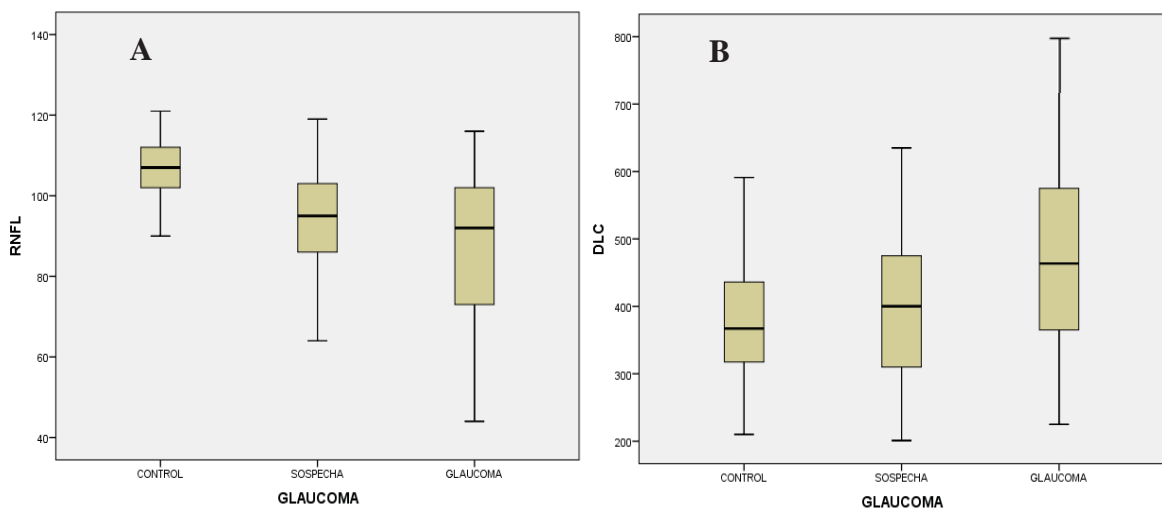 A
RNFL
140
120
100
80
60
40
CONTROL SOSPECHA GLAUCOMA
GLAUCOMA
B
DLC
800
700
600
500
400
300
200
CONTROL SOSPECHA GLAUCOMA
GLAUCOMA